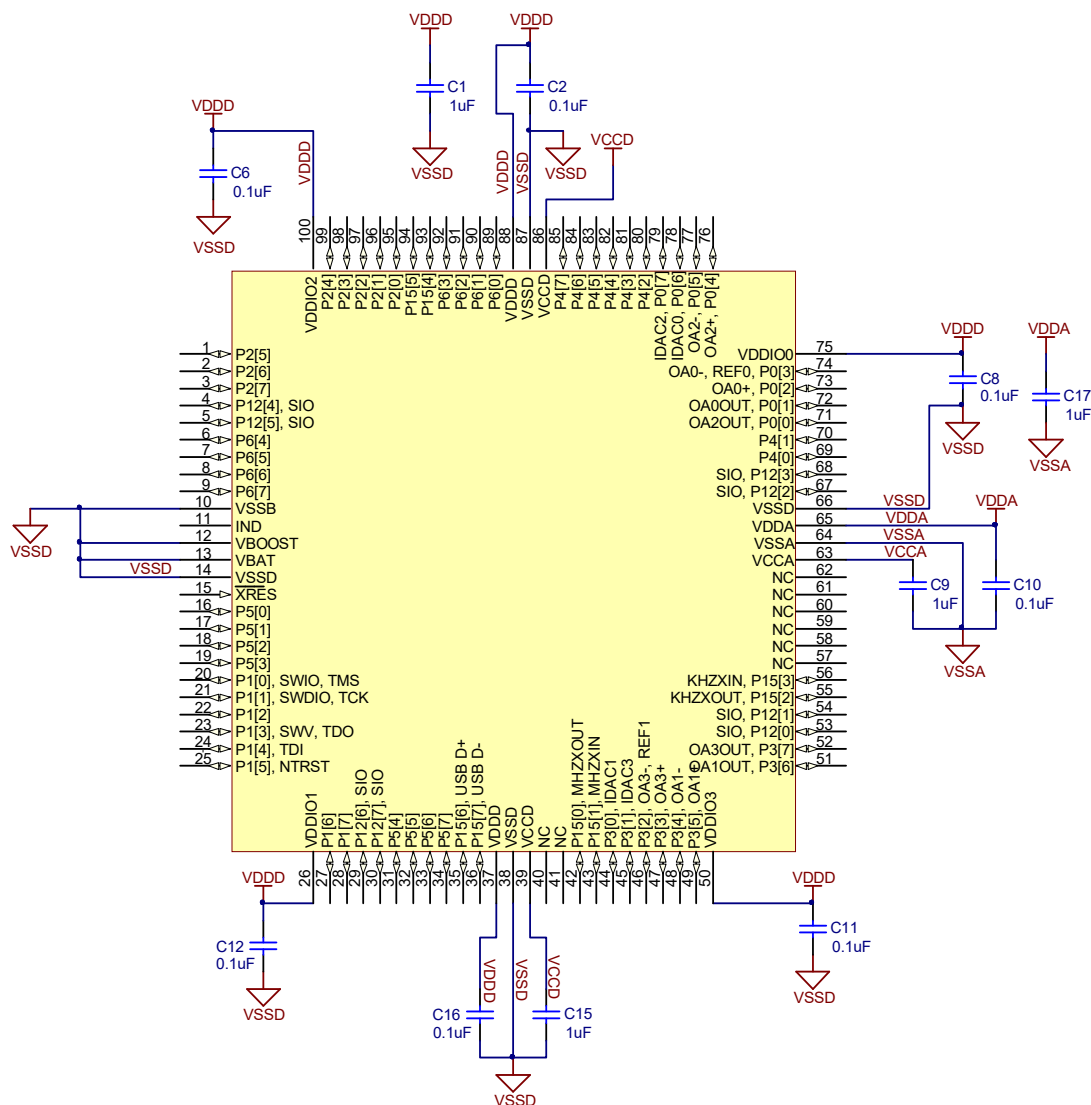 VDDD
VDDD
C1
1uF
C2
0.1uF
VDDD
VCCD
C6
0.1uF
VSSD
VSSD
VSSD
VDDD
VDDD
VSSD
100
99
98
97
96
95
94
93
92
91
90
89
88
87
86
85
84
83
82
81
80
79
78
77
76
VDDIO2
P2[4]
P2[3]
P2[2]
P2[1]
P2[0]
P15[5]
P15[4]
P6[3]
P6[2]
P6[1]
P6[0]
VDDD
VSSD
VCCD
P4[7]
P4[6]
P4[5]
P4[4]
P4[3]
P4[2]
IDAC2, P0[7]
IDAC0, P0[6]
OA2-, P0[5]
OA2+, P0[4]
1 P2[5]
2 P2[6]
3 P2[7]
4 P12[4], SIO
5 P12[5], SIO
6 P6[4]
7 P6[5]
8 P6[6]
9 P6[7]
10 VSSB
11 IND
12 VBOOST
13 VBAT
VSSD 14 VSSD
15 XRES
16 P5[0]
17 P5[1]
18 P5[2]
19 P5[3]
20 P1[0], SWIO, TMS
21 P1[1], SWDIO, TCK
22 P1[2]
23 P1[3], SWV, TDO
24 P1[4], TDI
25 P1[5], NTRST
VSSD
VDDIO0 75
OA0-, REF0, P0[3] 74
OA0+, P0[2] 73
OA0OUT, P0[1] 72
OA2OUT, P0[0] 71
P4[1] 70
P4[0] 69
SIO, P12[3] 68
SIO, P12[2] 67
VSSD 66 VSSD
VDDA 65 VDDA
VSSA 64 VSSA
VCCA 63 VCCA
NC 62
NC 61
NC 60
NC 59
NC 58
NC 57
KHZXIN, P15[3] 56
KHZXOUT, P15[2] 55
SIO, P12[1] 54
SIO, P12[0] 53
OA3OUT, P3[7] 52
OA1OUT, P3[6] 51
VDDD
C8
0.1uF
VSSD
VDDA
C17
1uF
VSSA
VDDA
C9
1uF
C10
0.1uF
VSSA
VDDIO1
P1[6]
P1[7]
P12[6], SIO
P12[7], SIO
P5[4]
P5[5]
P5[6]
P5[7]
P15[6], USB D+
P15[7], USB D-
VDDD
VSSD
VCCD
NC
NC
P15[0], MHZXOUT
P15[1], MHZXIN
P3[0], IDAC1
P3[1], IDAC3
P3[2], OA3-, REF1
P3[3], OA3+
P3[4], OA1-
P3[5], OA1+
VDDIO3
26
27
28
29
30
31
32
33
34
35
36
37
38
39
40
41
42
43
44
45
46
47
48
49
50
VDDD
C12
0.1uF
VSSD
VDDD
VSSD
VCCD
C16
0.1uF
C15
1uF
VSSD
VDDD
C11
0.1uF
VSSD